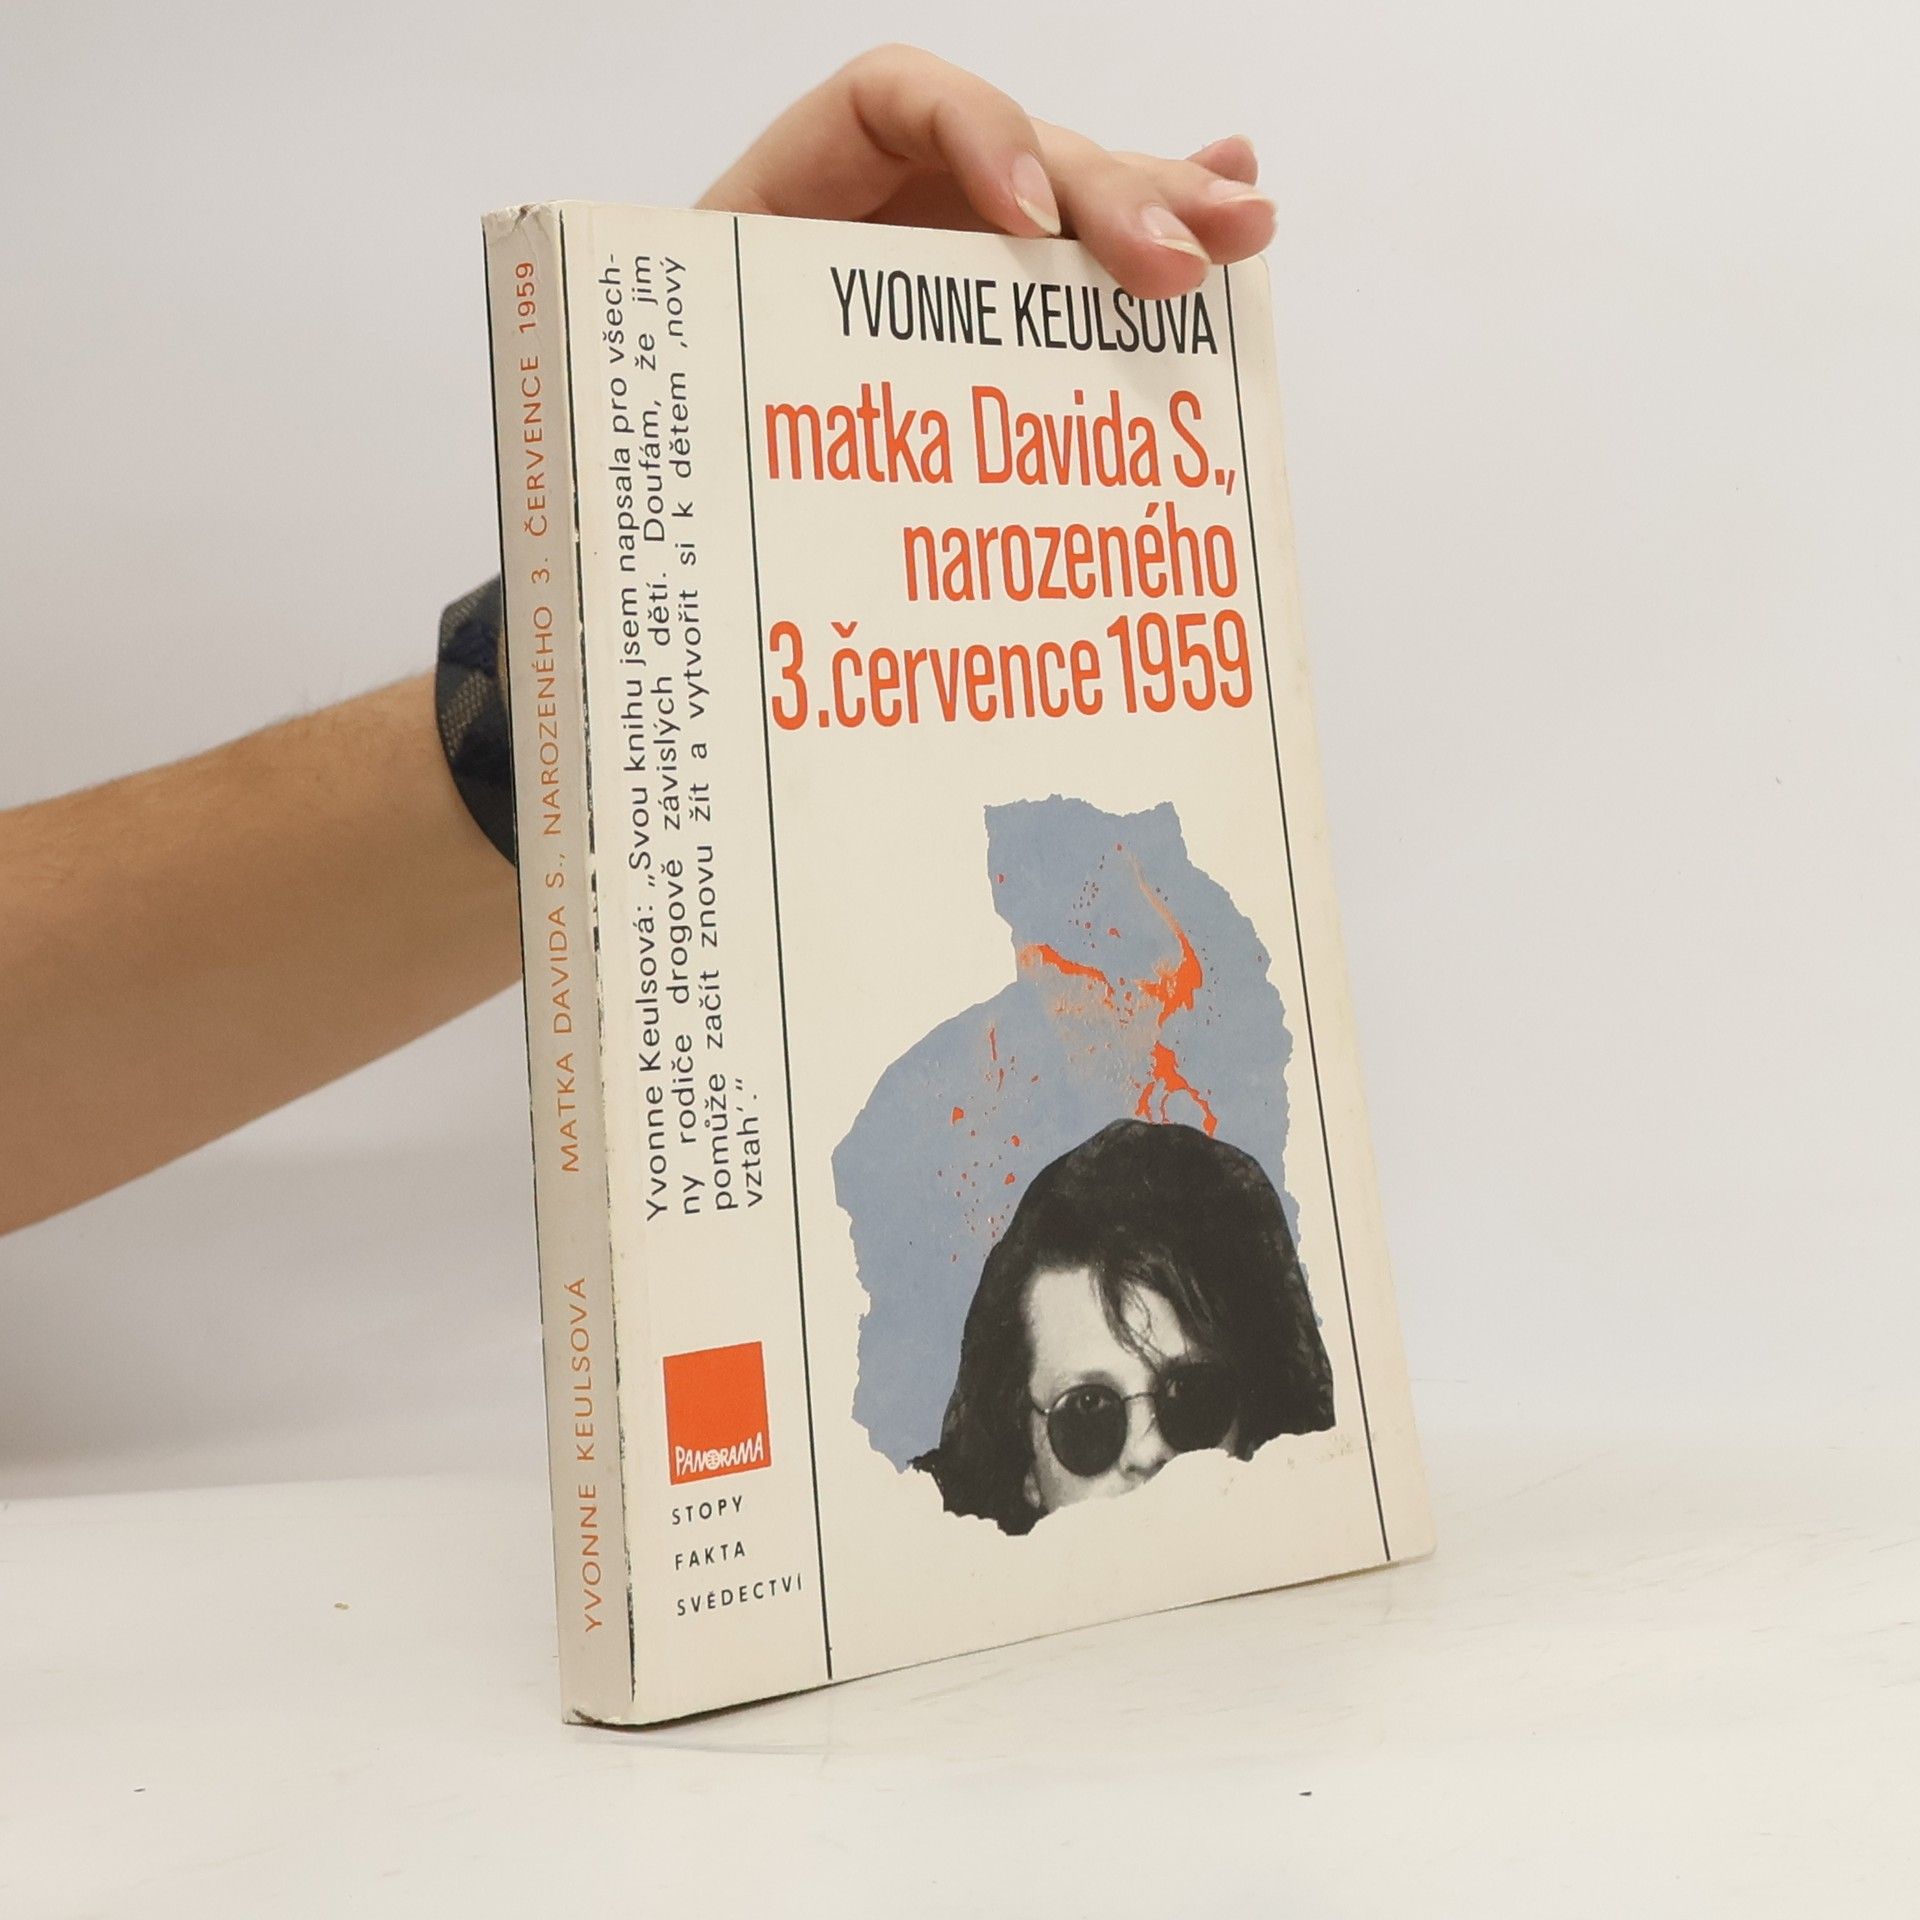 YVONNE KEULSOVÁ
MATKA DAVIDA S., NAROZENÉHO 3. ČERVENCE 1959
Yvonne Keulsová: „Svou knihu jsem napsala pro všech-
ny rodiče drogově závislých dětí. Doufám, že jim
pomůže začít znovu žít a vytvořit si k dětem ‚nový
vztah‘.“
YVONNE KEULSOVÁ
matka Davida S.,
narozeného
3. července 1959
PANORAMA
STOPY
FAKTA
SVĚDECTVÍ